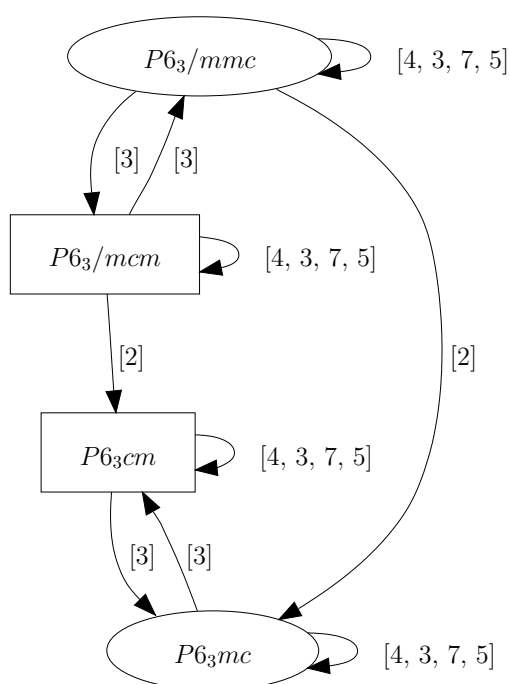 P6₃/mmc [4, 3, 7, 5]
[3] [3]
P6₃/mcm [4, 3, 7, 5]
[2] [2]
P6₃cm [4, 3, 7, 5]
[3] [3]
P6₃mc [4, 3, 7, 5]